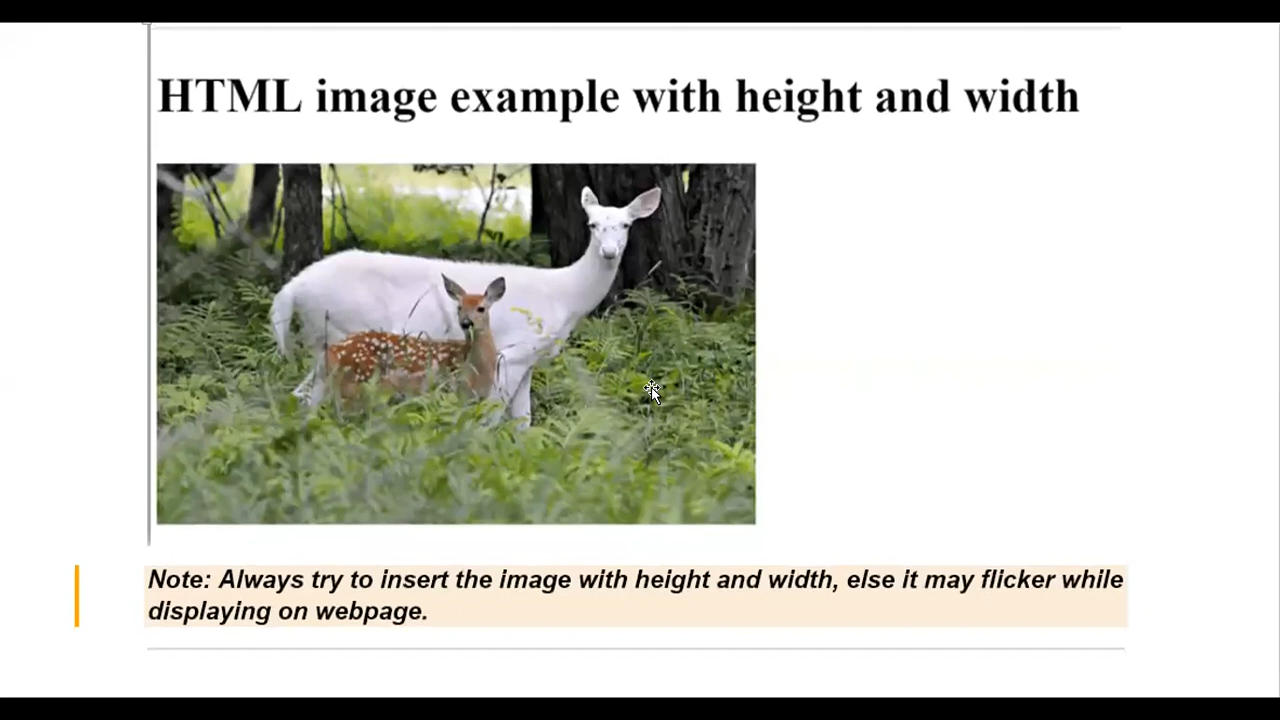 HTML image example with height and width
Note: Always try to insert the image with height and width, else it may flicker while
displaying on webpage.